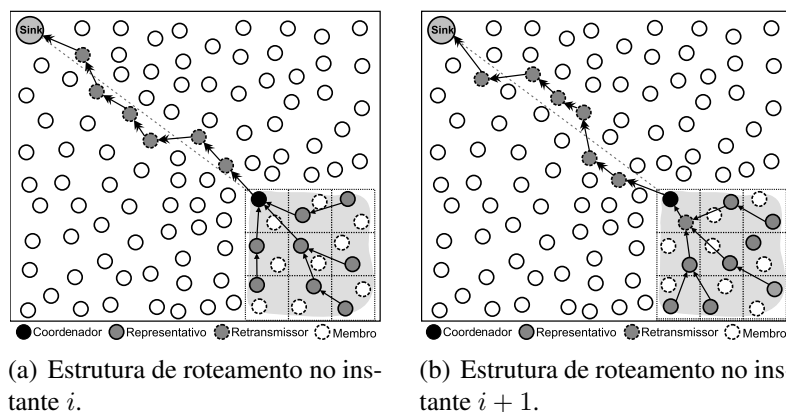 Sink
Coordenador Representativo Retransmissor Membro
(a) Estrutura de roteamento no ins-
tante i.
Sink
Coordenador Representativo Retransmissor Membro
(b) Estrutura de roteamento no ins-
tante i + 1.